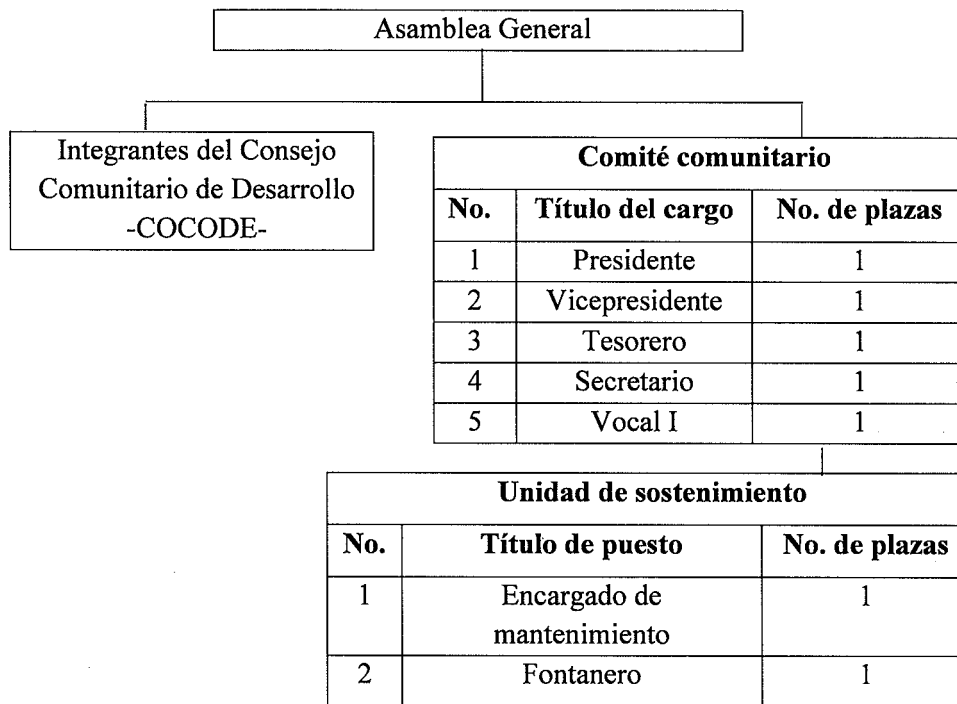 Asamblea General
Integrantes del Consejo
Comunitario de Desarrollo
-COCODE-
Comité comunitario
No. Título del cargo No. de plazas
1 Presidente 1
2 Vicepresidente 1
3 Tesorero 1
4 Secretario 1
5 Vocal I 1
Unidad de sostenimiento
No. Título de puesto No. de plazas
1 Encargado de 1
mantenimiento
2 Fontanero 1